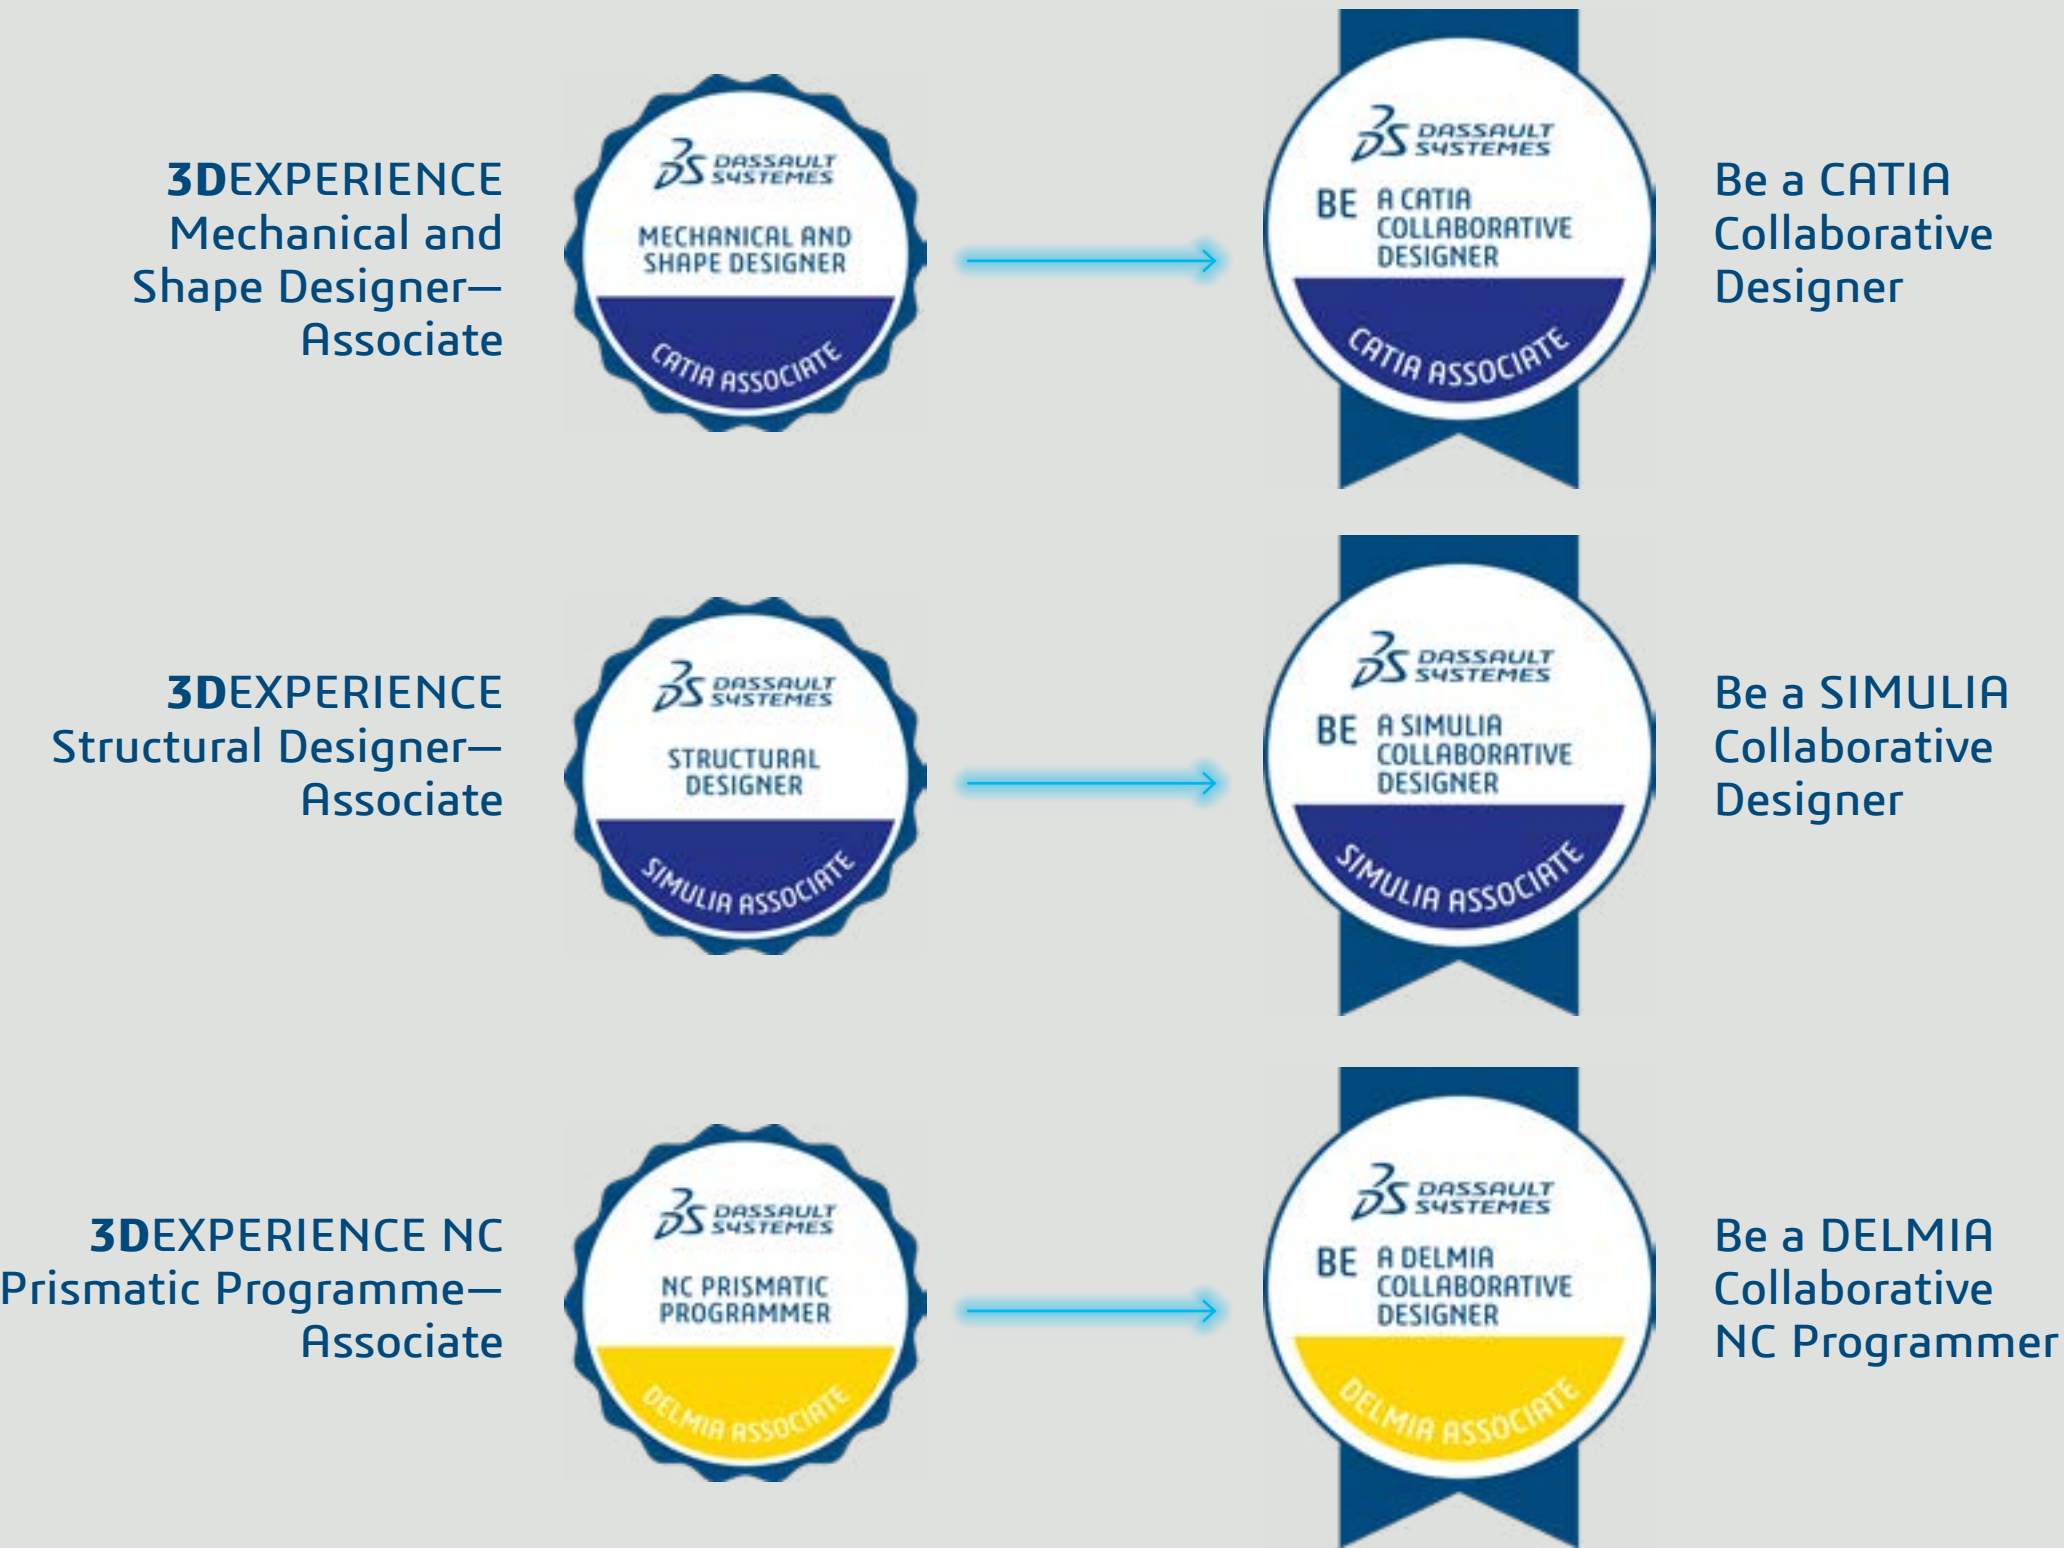 3DEXPERIENCE
Mechanical and
Shape Designer—
Associate
DASSAULT
SYSTEMES
MECHANICAL AND
SHAPE DESIGNER
CATIA ASSOCIATE
DASSAULT
SYSTEMES
BE A CATIA
COLLABORATIVE
DESIGNER
CATIA ASSOCIATE
Be a CATIA
Collaborative
Designer
3DEXPERIENCE
Structural Designer—
Associate
DASSAULT
SYSTEMES
STRUCTURAL
DESIGNER
SIMULIA ASSOCIATE
DASSAULT
SYSTEMES
BE A SIMULIA
COLLABORATIVE
DESIGNER
SIMULIA ASSOCIATE
Be a SIMULIA
Collaborative
Designer
3DEXPERIENCE NC
Prismatic Programme—
Associate
DASSAULT
SYSTEMES
NC PRISMATIC
PROGRAMMER
DELMIA ASSOCIATE
DASSAULT
SYSTEMES
BE A DELMIA
COLLABORATIVE
DESIGNER
DELMIA ASSOCIATE
Be a DELMIA
Collaborative
NC Programmer